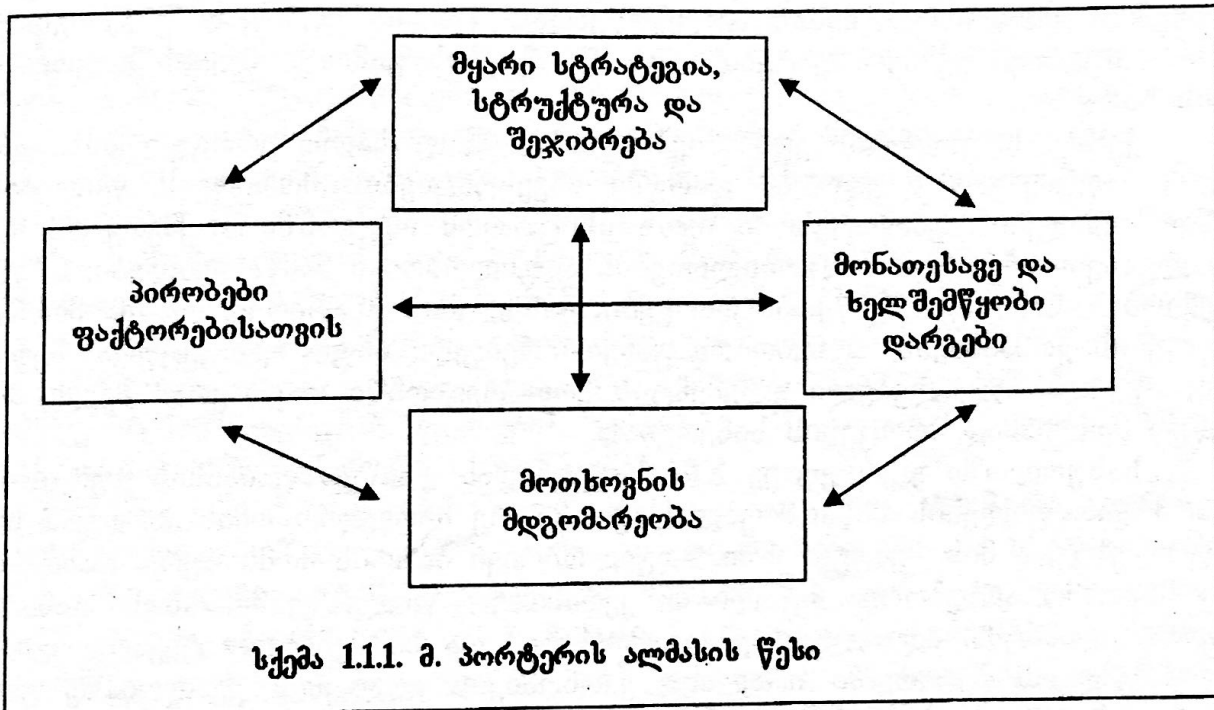 მყარი სტრატეგია,
სტრუქტურა და
შეჯიბრება
პირობები
ფაქტორებისათვის
მონათესავე და
ხელშემწყობი
დარგები
მოთხოვნის
მდგომარეობა
სქემა 1.1.1. მ. პორტერის ალმასის წესი